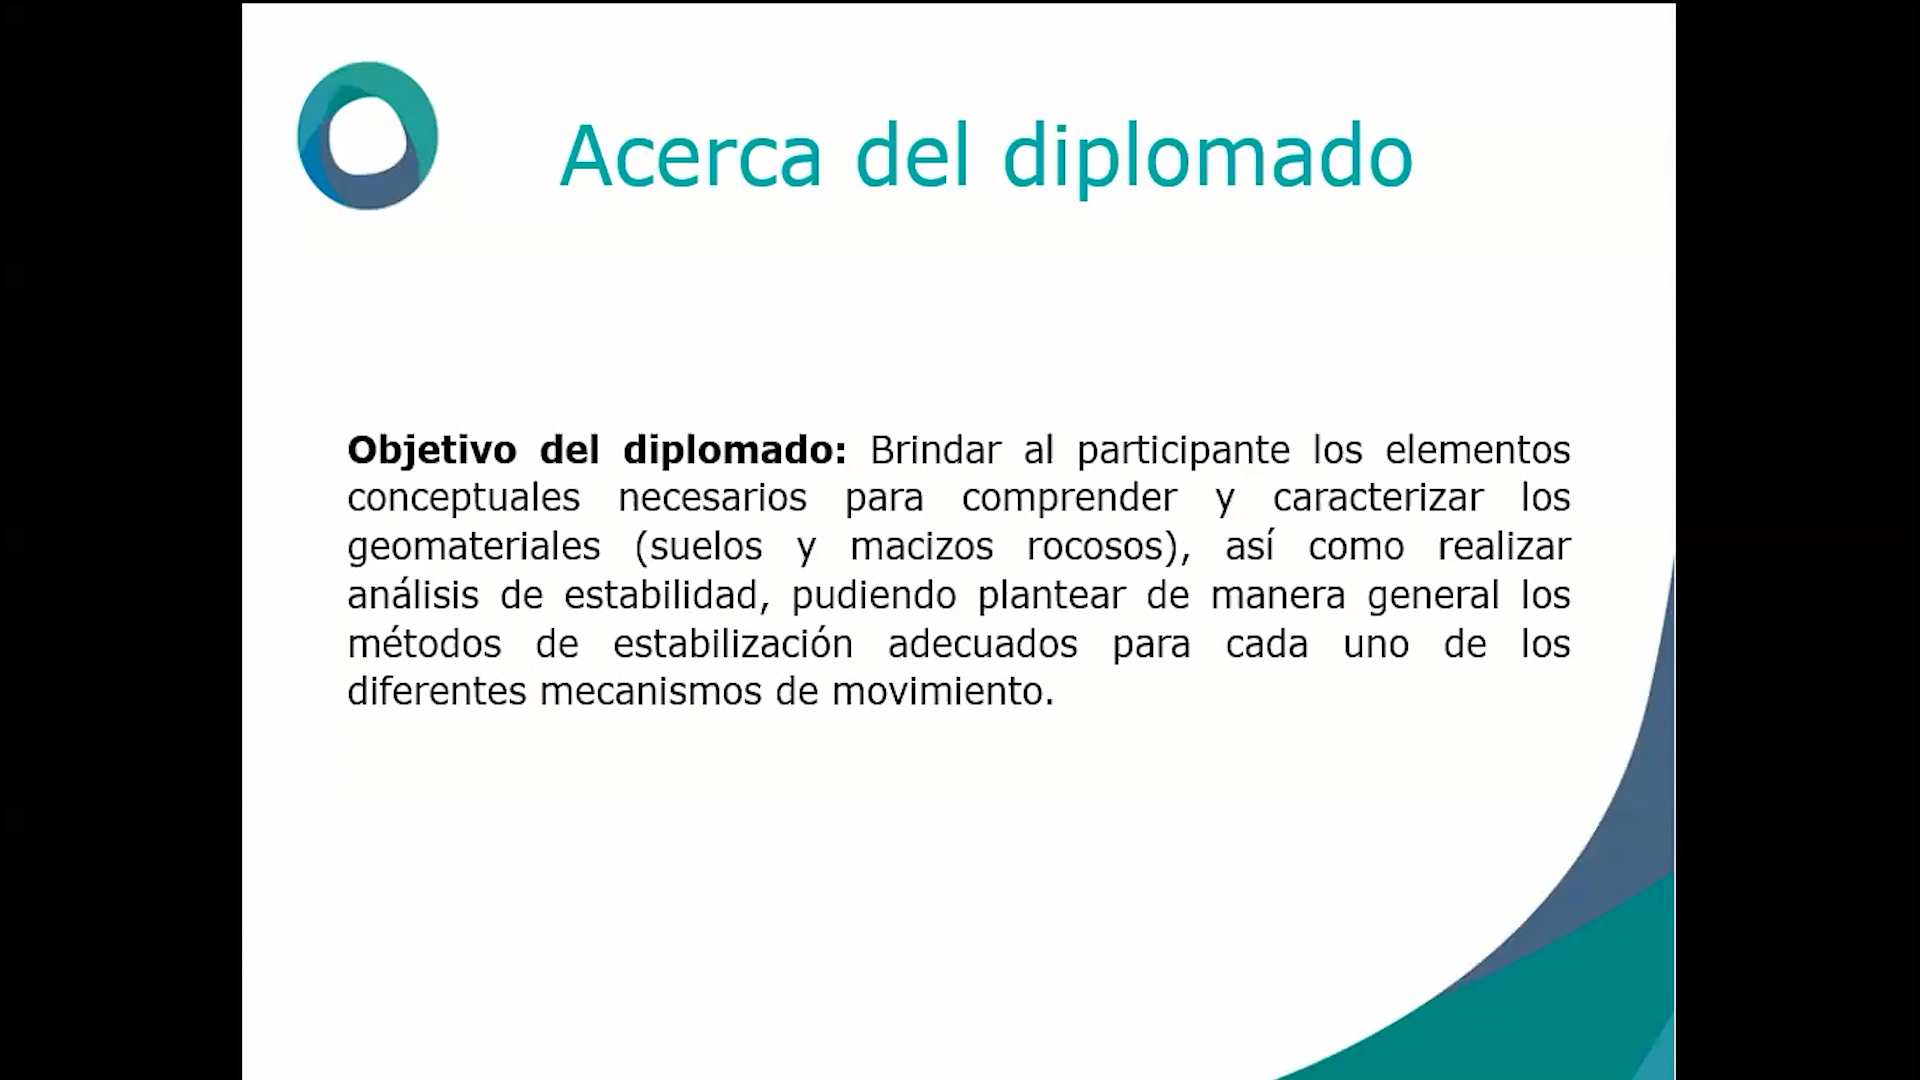 Acerca del diplomado
Objetivo del diplomado: Brindar al participante los elementos
conceptuales necesarios para comprender y caracterizar los
geomateriales (suelos y macizos rocosos), así como realizar
análisis de estabilidad, pudiendo plantear de manera general los
métodos de estabilización adecuados para cada uno de los
diferentes mecanismos de movimiento.